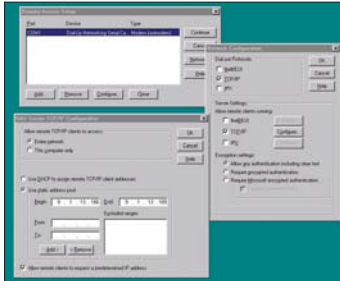 Remote Access Setup
Port Device Type
COM1 Dial-Up Networking Serial Ca... Modem (unimodem)
Continue
Cancel
Network...
Help
Add... Remove Configure... Clone
Network Configuration
Dial out Protocols:
NetBEUI
TCP/IP
IPX
OK
Cancel
Help
Server Settings:
Allow remote clients running:
NetBEUI
TCP/IP Configure...
IPX
Encryption settings:
Allow any authentication including clear text
Require encrypted authentication
Require Microsoft encrypted authentication
RAS Server TCP/IP Configuration
Allow remote TCP/IP clients to access:
Entire network
This computer only
OK
Cancel
Help
Use DHCP to assign remote TCP/IP client addresses
Use static address pool:
Begin: End:
Excluded ranges
From:
To:
Add > < Remove
Allow remote clients to request a predetermined IP address